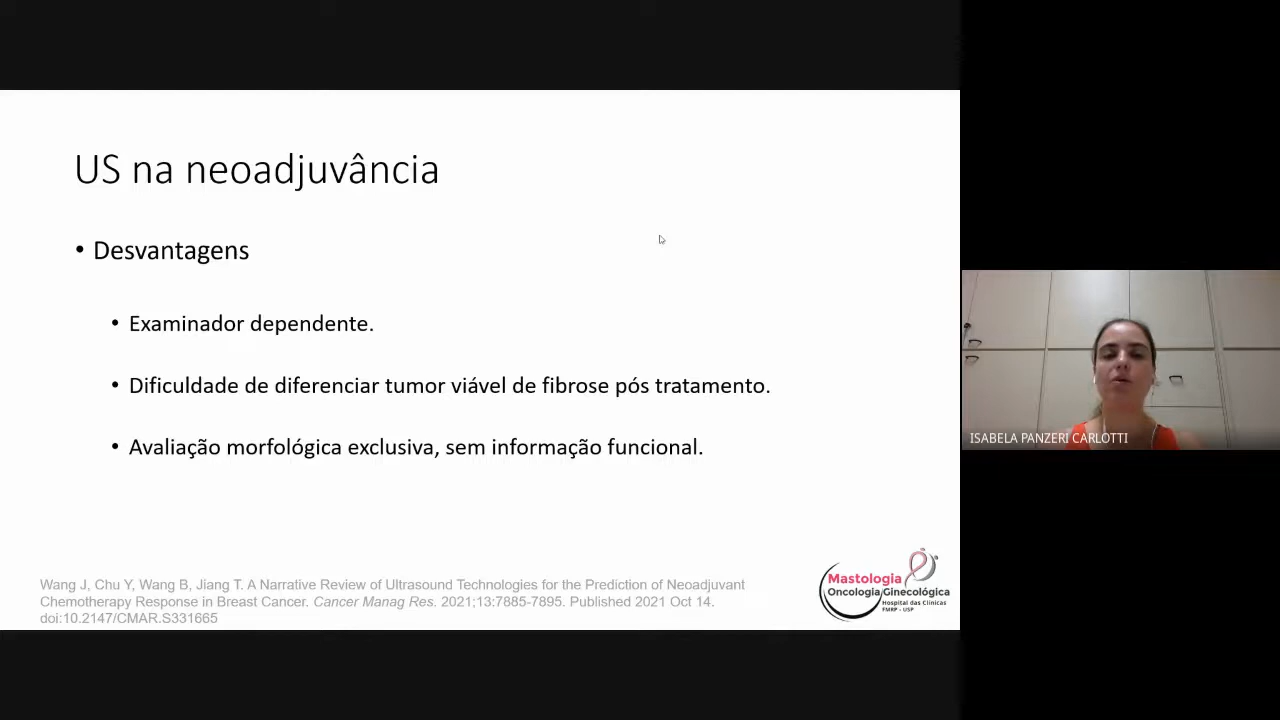 US na neoadjuvância
• Desvantagens
• Examinador dependente.
• Dificuldade de diferenciar tumor viável de fibrose pós tratamento.
• Avaliação morfológica exclusiva, sem informação funcional.
Wang J, Chu Y, Wang B, Jiang T. A Narrative Review of Ultrasound Technologies for the Prediction of Neoadjuvant
Chemotherapy Response in Breast Cancer. Cancer Manag Res. 2021;13:7885-7895. Published 2021 Oct 14.
doi:10.2147/CMAR.S331665
Mastologia
Oncologia Ginecológica
Hospital das Clínicas
FMRP - USP
ISABELA PANZERI CARLOTTI